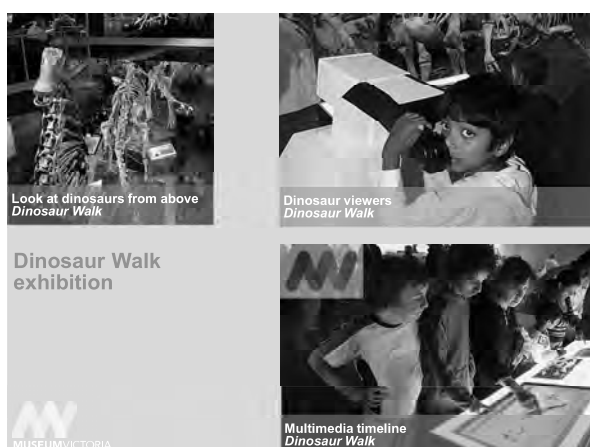 Look at dinosaurs from above
Dinosaur Walk
Dinosaur viewers
Dinosaur Walk
Dinosaur Walk
exhibition
Multimedia timeline
Dinosaur Walk
MUSEUMVICTORIA